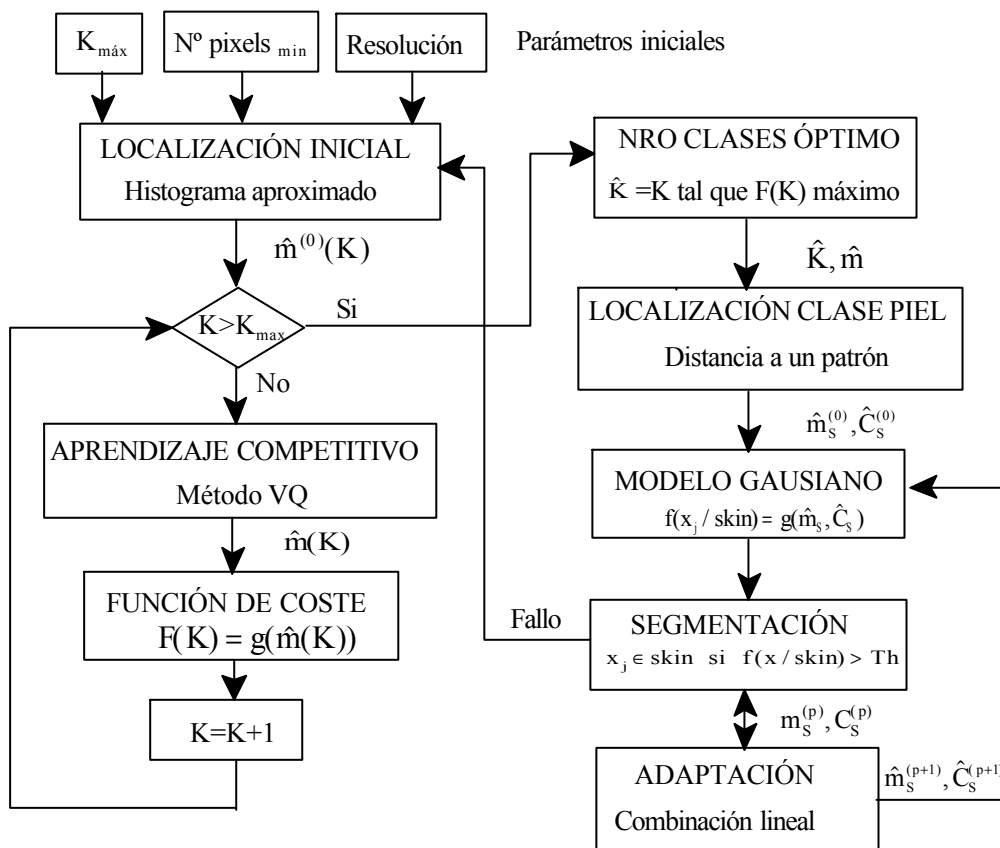 K máx
Nº pixels min
Resolución
Parámetros iniciales
LOCALIZACIÓN INICIAL
Histograma aproximado
m̂^(0)(K)
K>K_max
Si
No
APRENDIZAJE COMPETITIVO
Método VQ
m̂(K)
FUNCIÓN DE COSTE
F(K) = g(m̂(K))
K=K+1
NRO CLASES ÓPTIMO
K̂ =K tal que F(K) máximo
K̂, m̂
LOCALIZACIÓN CLASE PIEL
Distancia a un patrón
m̂_S^(0), Ĉ_S^(0)
MODELO GAUSIANO
f(x_j / skin) = g(m̂_S, Ĉ_S)
Fallo
SEGMENTACIÓN
x_j ∈ skin si f(x / skin) > Th
m_S^(p), C_S^(p)
ADAPTACIÓN
Combinación lineal
m̂_S^(p+1), Ĉ_S^(p+1)